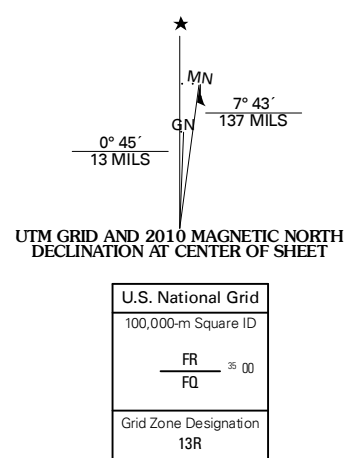 MN
7° 43´
137 MILS
GN
0° 45´
13 MILS
UTM GRID AND 2010 MAGNETIC NORTH
DECLINATION AT CENTER OF SHEET
U.S. National Grid
100,000-m Square ID
FR
35 00
FQ
Grid Zone Designation
13R